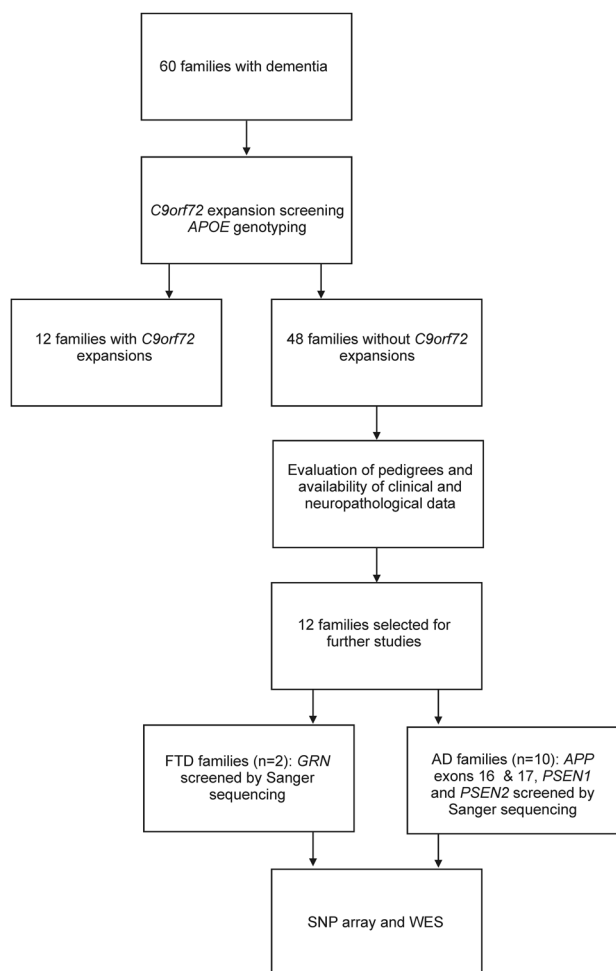 60 families with dementia
C9orf72 expansion screening
APOE genotyping
12 families with C9orf72
expansions
48 families without C9orf72
expansions
Evaluation of pedigrees and
availability of clinical and
neuropathological data
12 families selected for
further studies
FTD families (n=2): GRN
screened by Sanger
sequencing
AD families (n=10): APP
exons 16 & 17, PSEN1
and PSEN2 screened by
Sanger sequencing
SNP array and WES